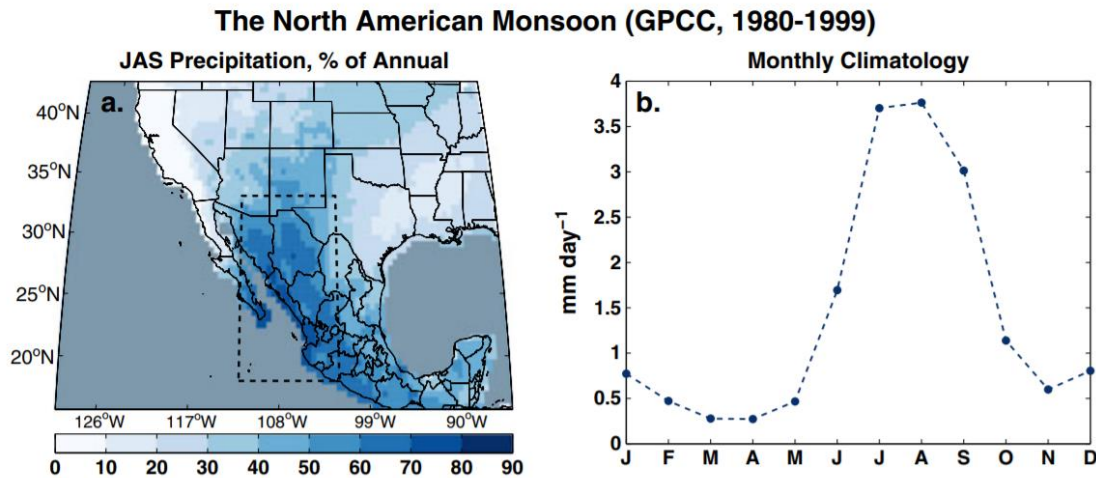 The North American Monsoon (GPCC, 1980-1999)
JAS Precipitation, % of Annual
a.
40°N
35°N
30°N
25°N
20°N
126°W 117°W 108°W 99°W 90°W
0 10 20 30 40 50 60 70 80 90
Monthly Climatology
b.
mm day⁻¹
4
3.5
3
2.5
2
1.5
1
0.5
0
J F M A M J J A S O N D